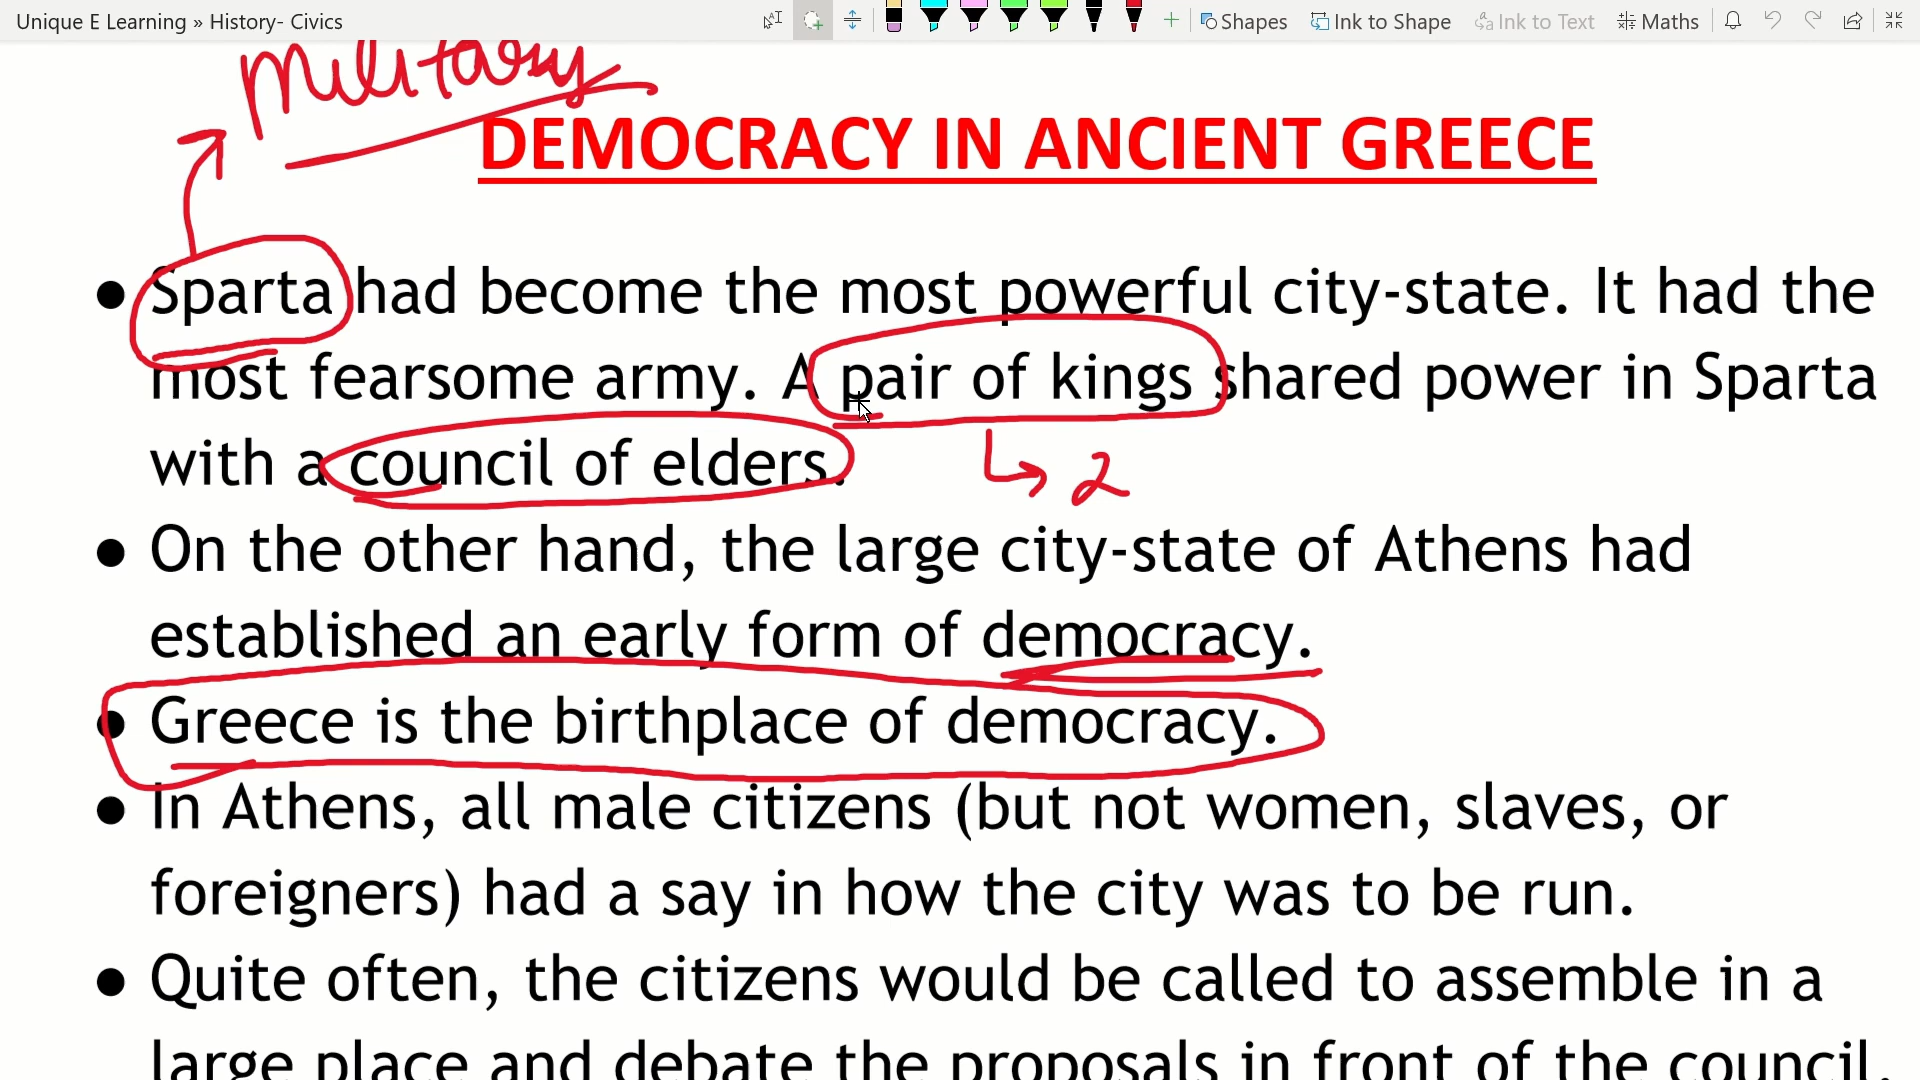 Unique E Learning » History- Civics
Shapes Ink to Shape Ink to Text Maths
Military
DEMOCRACY IN ANCIENT GREECE
● Sparta had become the most powerful city-state. It had the
most fearsome army. A pair of kings shared power in Sparta
with a council of elders.
2
● On the other hand, the large city-state of Athens had
established an early form of democracy.
● Greece is the birthplace of democracy.
● In Athens, all male citizens (but not women, slaves, or
foreigners) had a say in how the city was to be run.
● Quite often, the citizens would be called to assemble in a
large place and debate the proposals in front of the council.